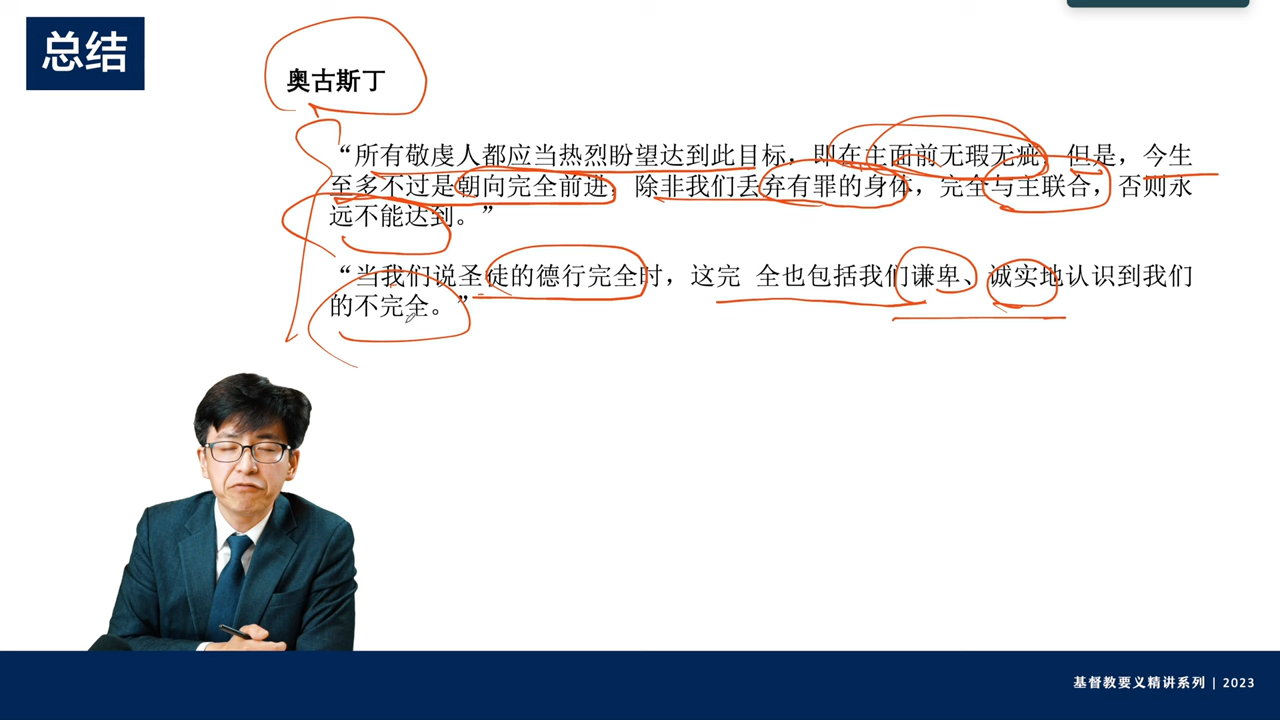 总结
奥古斯丁
“所有敬虔人都应当热烈盼望达到此目标，即在主面前无瑕无疵，但是，今生
至多不过是朝向完全前进，除非我们丢弃有罪的身体，完全与主联合，否则永
远不能达到。”
“当我们说圣徒的德行完全时，这完 全也包括我们谦卑、诚实地认识到我们
的不完全。”
基督教要义精讲系列 | 2023